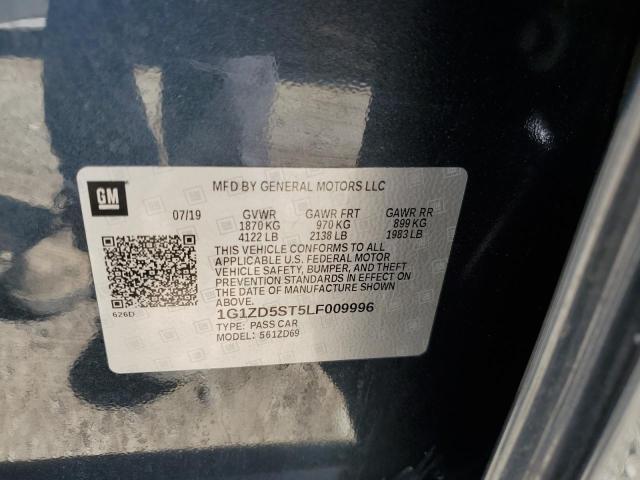 GM
MFD BY GENERAL MOTORS LLC
07/19 GVWR GAWR FRT GAWR RR
1870 KG 970 KG 899 KG
4122 LB 2138 LB 1983 LB
THIS VEHICLE CONFORMS TO ALL
APPLICABLE U.S. FEDERAL MOTOR
VEHICLE SAFETY, BUMPER, AND THEFT
PREVENTION STANDARDS IN EFFECT ON
THE DATE OF MANUFACTURE SHOWN
ABOVE.
626D
1G1ZD5ST5LF009996
TYPE: PASS CAR
MODEL: 561ZD69